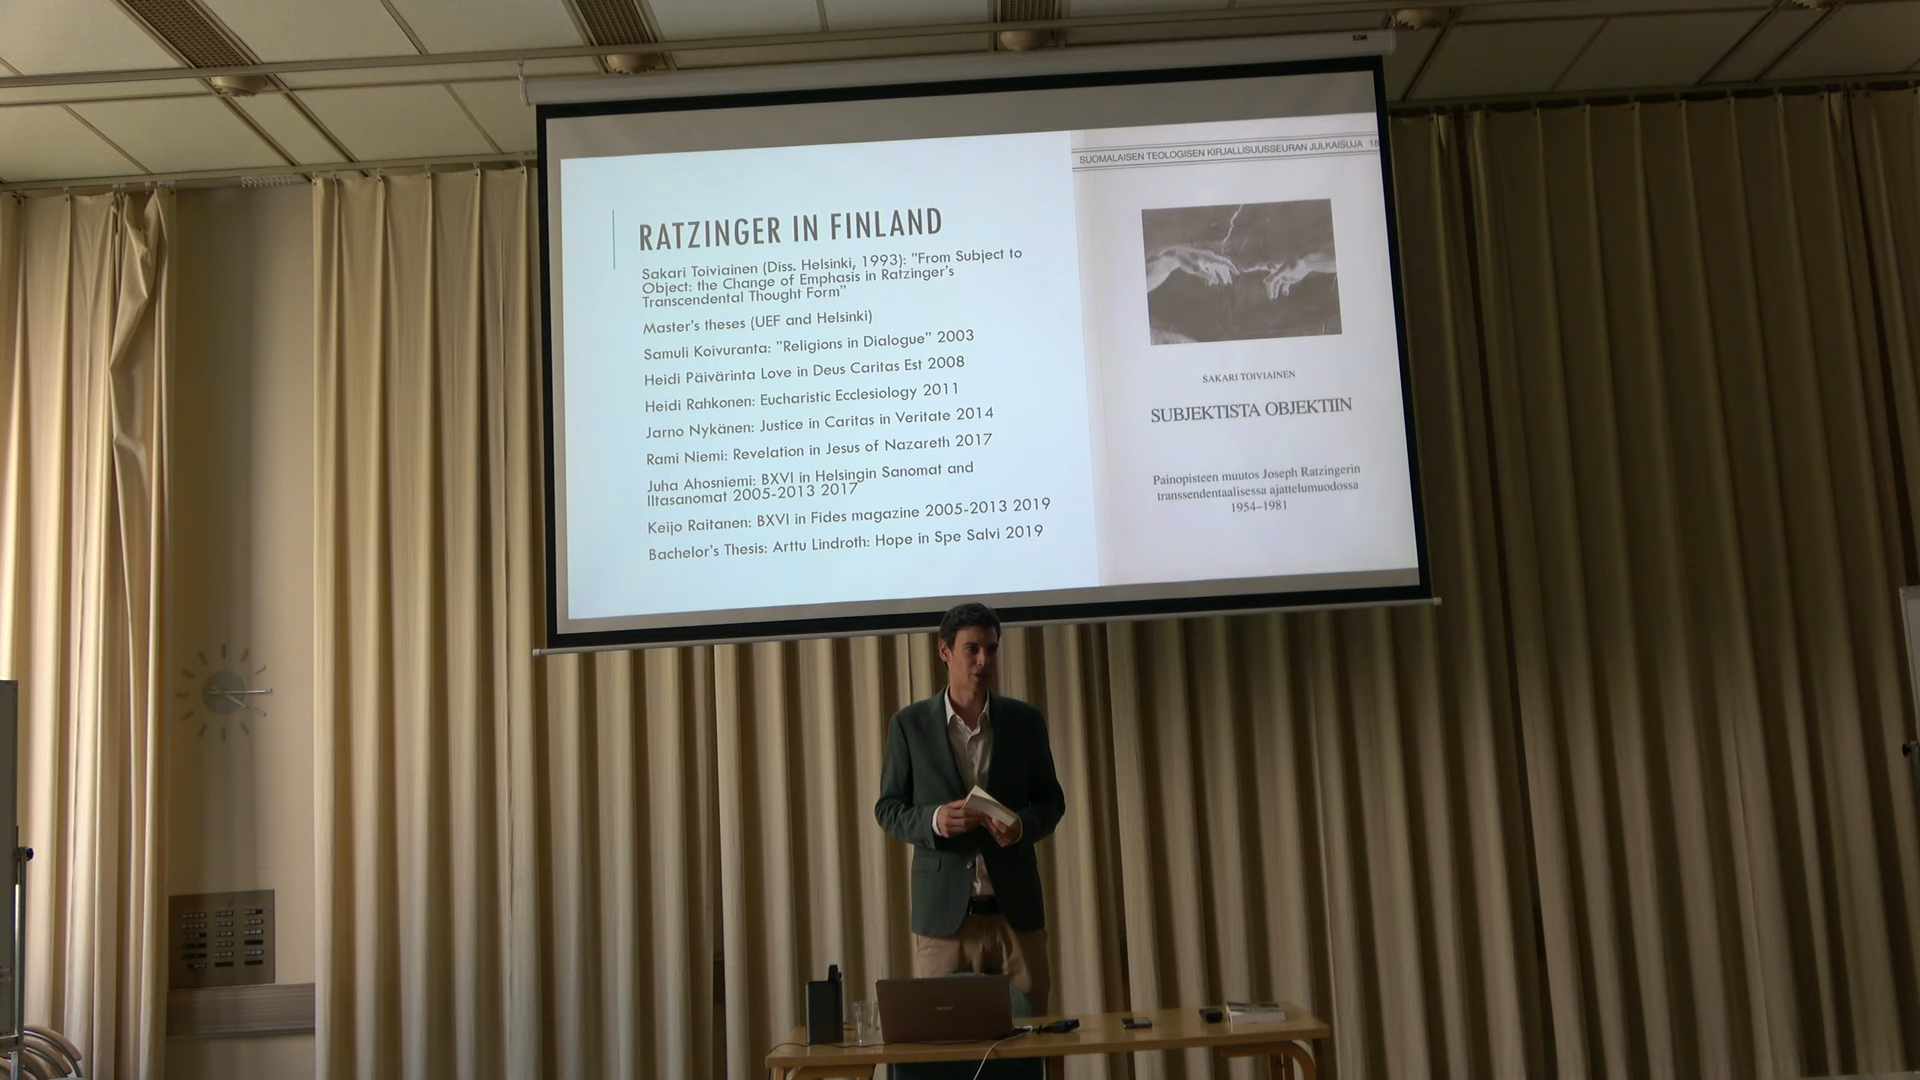 RATZINGER IN FINLAND
Sakari Toiviainen (Diss. Helsinki, 1993): ”From Subject to
Object: the Change of Emphasis in Ratzinger's
Transcendental Thought Form”
Master's theses (UEF and Helsinki)
Samuli Koivuranta: ”Religions in Dialogue” 2003
Heidi Päivärinta Love in Deus Caritas Est 2008
Heidi Rahkonen: Eucharistic Ecclesiology 2011
Jarno Nykänen: Justice in Caritas in Veritate 2014
Rami Niemi: Revelation in Jesus of Nazareth 2017
Juha Ahosniemi: BXVI in Helsingin Sanomat and
Iltasanomat 2005-2013 2017
Keijo Raitanen: BXVI in Fides magazine 2005-2013 2019
Bachelor's Thesis: Arttu Lindroth: Hope in Spe Salvi 2019
SUOMALAISEN TEOLOGISEN KIRJALLISUUSSEURAN JULKAISUJA 18
SAKARI TOIVIAINEN
SUBJEKTISTA OBJEKTIIN
Painopisteen muutos Joseph Ratzingerin
transsendentaalisessa ajattelumuodossa
1954–1981
acer